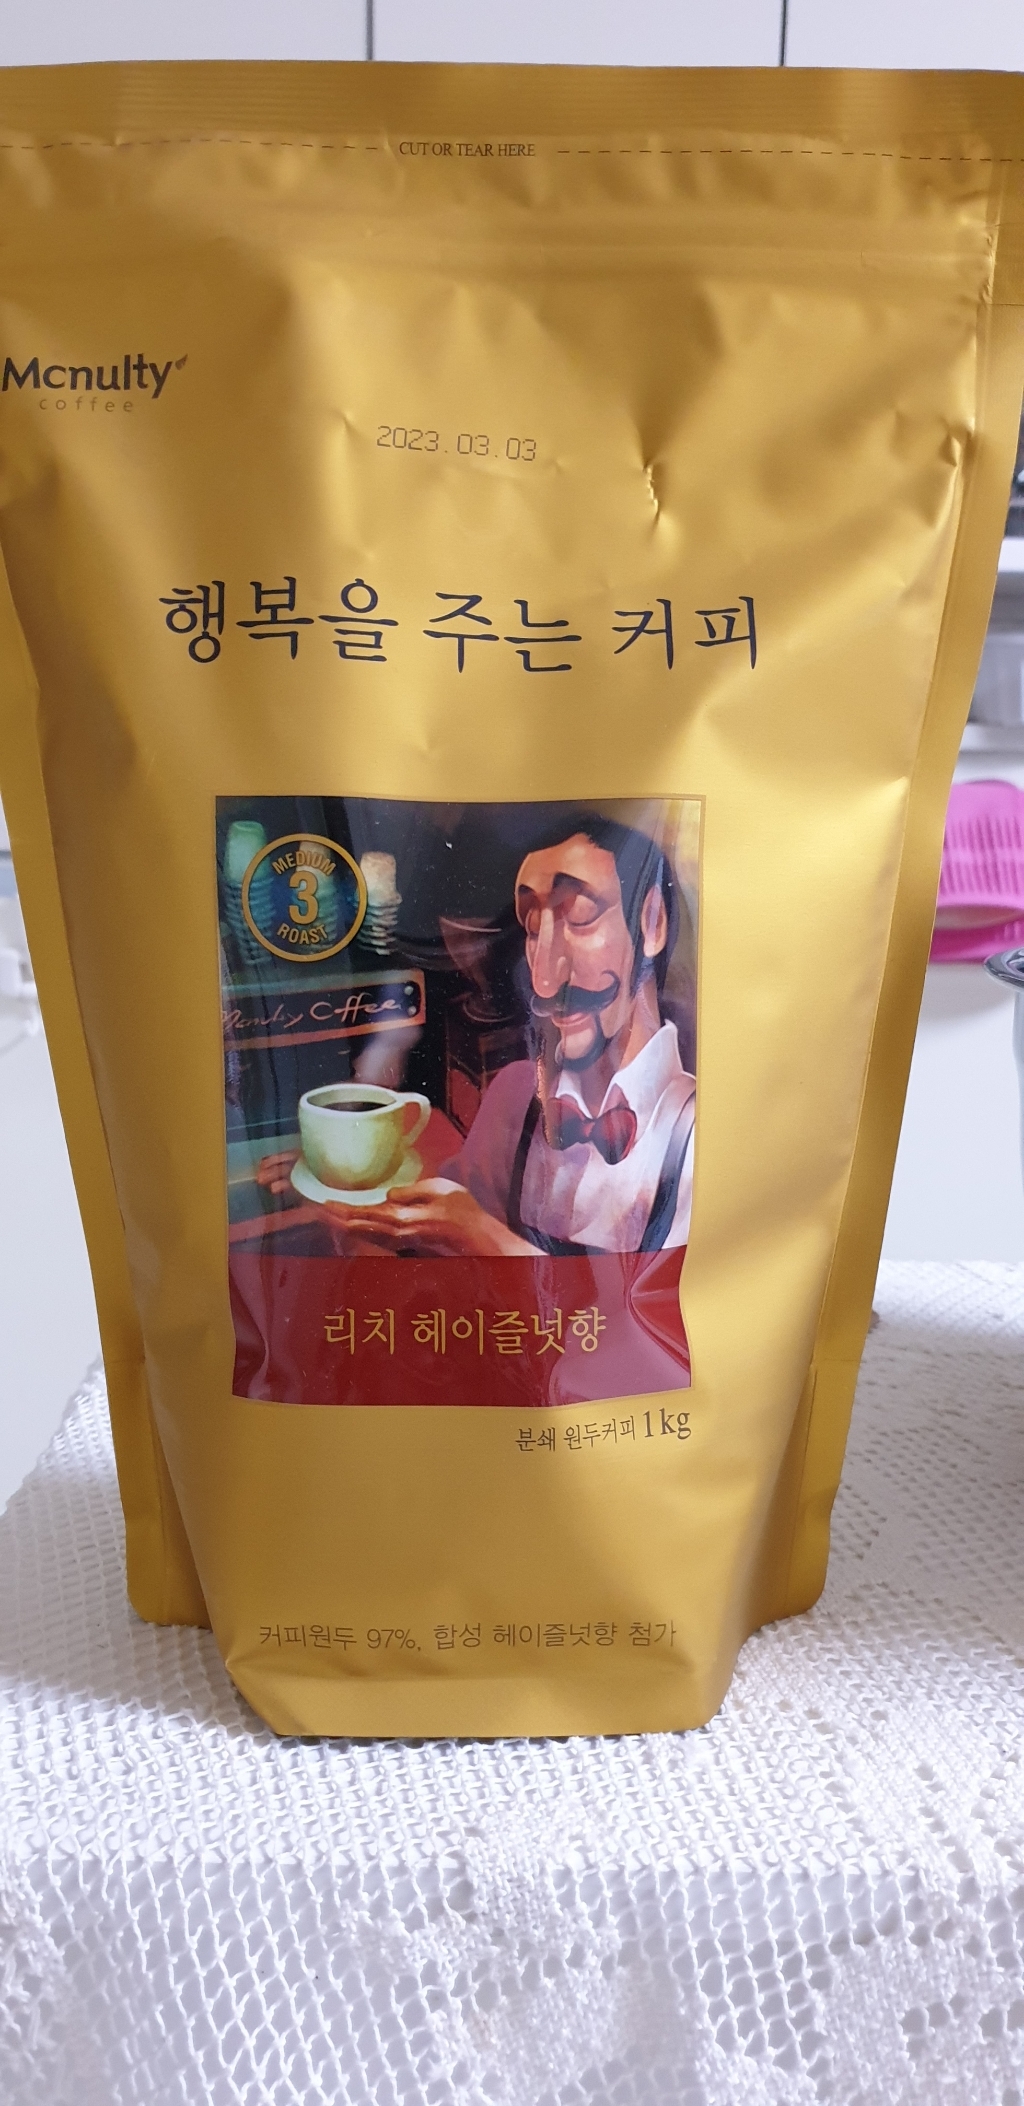 CUT OR TEAR HERE
Mcnulty
coffee
2023.03.03
행복을 주는 커피
MEDIUM
3
ROAST
Coffee
리치 헤이즐넛향
분쇄 원두커피 1kg
커피원두 97%, 합성 헤이즐넛향 첨가